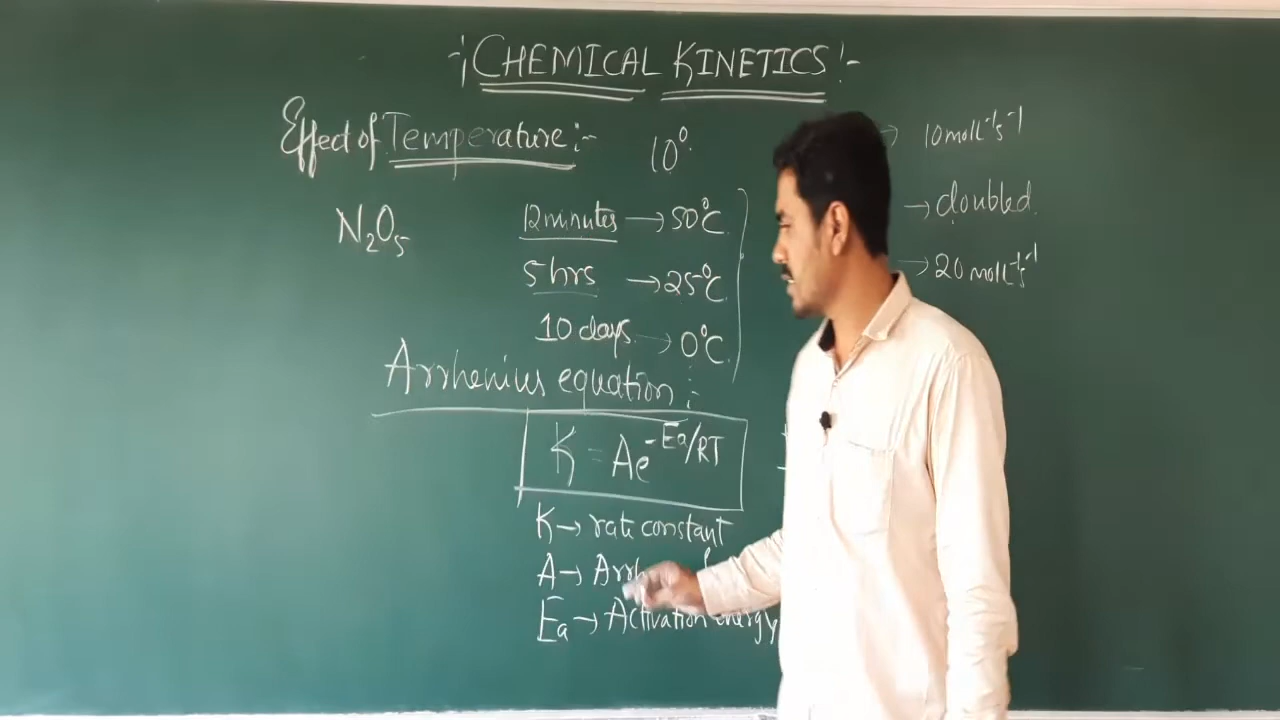 -:CHEMICAL KINETICS:-
Effect of Temperature:- 10°
N₂O₅
12 minutes → 50°C
5 hrs → 25°C
10 days → 0°C
Arrhenius equation:-
K = Ae^-Ea/RT
K → rate constant
A →
Ea → Activation energy
→ 10 mol L⁻¹ s⁻¹
→ doubled.
→ 20 mol L⁻¹ s⁻¹